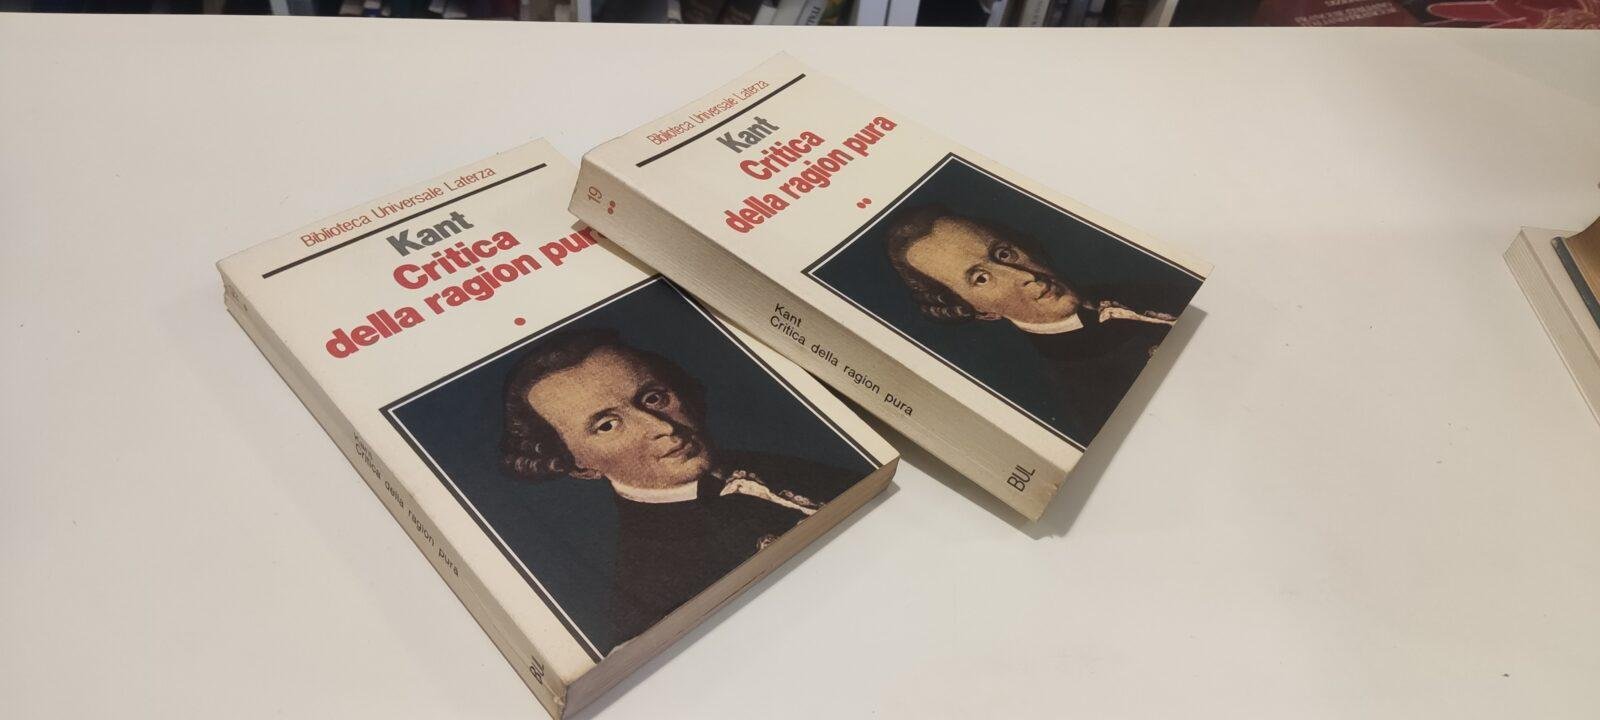 Biblioteca Universale Laterza
Kant
Critica
della ragion pura
•
Kant
Critica della ragion pura
BUL
Biblioteca Universale Laterza
Kant
Critica
della ragion pura
••
19
••
Kant
Critica della ragion pura
BUL